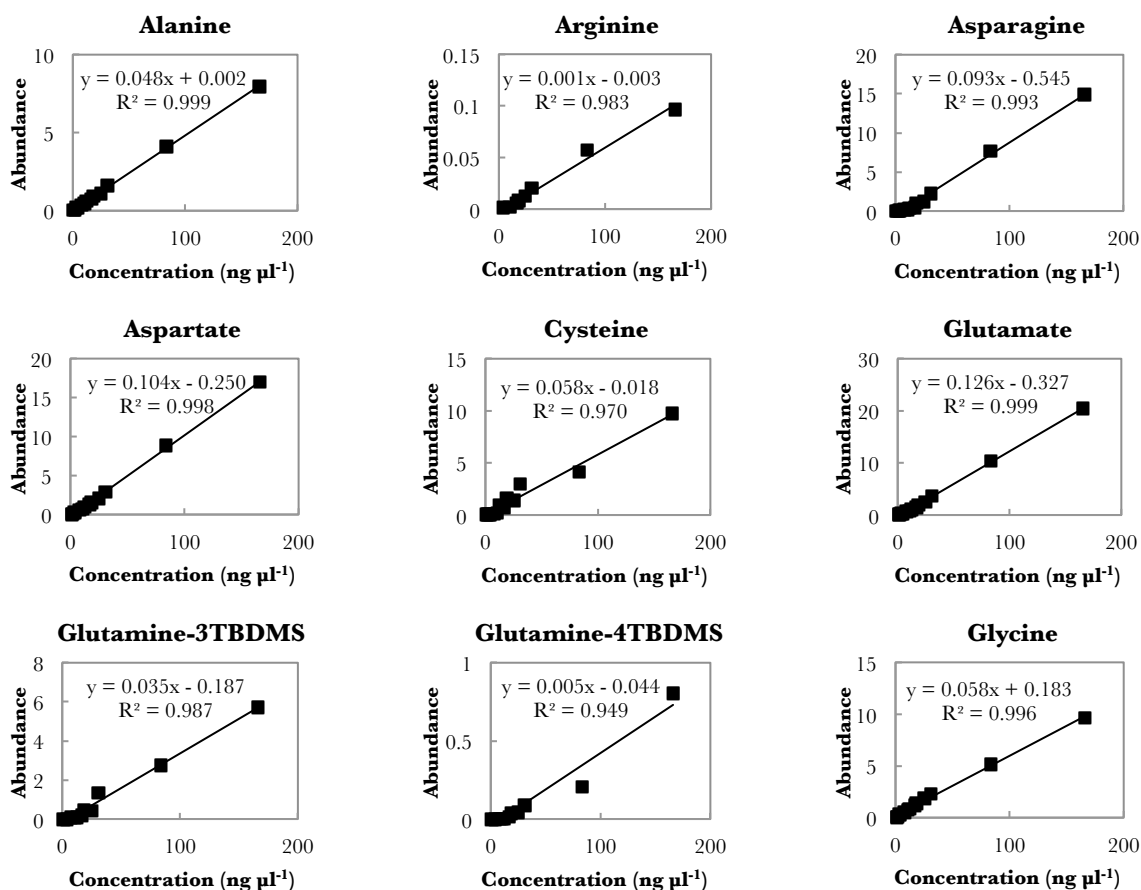 Alanine
Abundance
10
5
0
y = 0.048x + 0.002
R² = 0.999
0 100 200
Concentration (ng µl⁻¹)
Arginine
Abundance
0.15
0.1
0.05
0
y = 0.001x - 0.003
R² = 0.983
0 100 200
Concentration (ng µl⁻¹)
Asparagine
Abundance
20
15
10
5
0
y = 0.093x - 0.545
R² = 0.993
0 100 200
Concentration (ng µl⁻¹)
Aspartate
Abundance
20
15
10
5
0
y = 0.104x - 0.250
R² = 0.998
0 100 200
Concentration (ng µl⁻¹)
Cysteine
Abundance
15
10
5
0
y = 0.058x - 0.018
R² = 0.970
0 100 200
Concentration (ng µl⁻¹)
Glutamate
Abundance
30
20
10
0
y = 0.126x - 0.327
R² = 0.999
0 100 200
Concentration (ng µl⁻¹)
Glutamine-3TBDMS
Abundance
8
6
4
2
0
y = 0.035x - 0.187
R² = 0.987
0 100 200
Concentration (ng µl⁻¹)
Glutamine-4TBDMS
Abundance
1
0.5
0
y = 0.005x - 0.044
R² = 0.949
0 100 200
Concentration (ng µl⁻¹)
Glycine
Abundance
15
10
5
0
y = 0.058x + 0.183
R² = 0.996
0 100 200
Concentration (ng µl⁻¹)